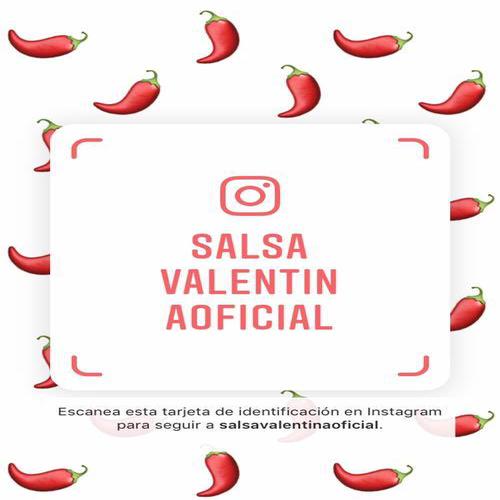 SALSA
VALENTIN
AOFICIAL
Escanea esta tarjeta de identificación en Instagram
para seguir a salsavalentinaoficial.